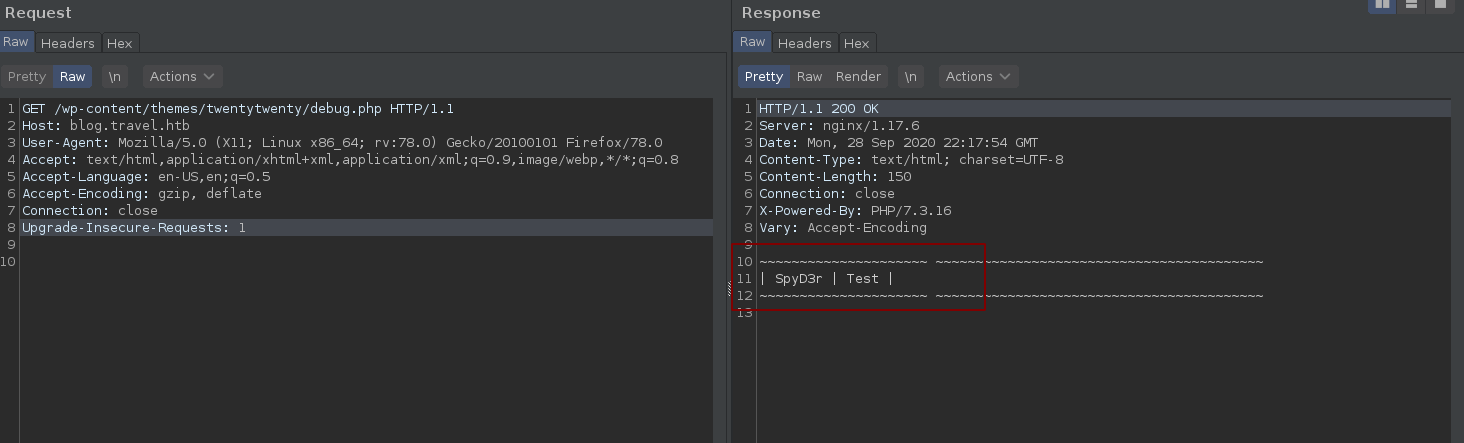 Request
Raw Headers Hex
Pretty Raw \n Actions
1 GET /wp-content/themes/twentytwenty/debug.php HTTP/1.1
2 Host: blog.travel.htb
3 User-Agent: Mozilla/5.0 (X11; Linux x86_64; rv:78.0) Gecko/20100101 Firefox/78.0
4 Accept: text/html,application/xhtml+xml,application/xml;q=0.9,image/webp,*/*;q=0.8
5 Accept-Language: en-US,en;q=0.5
6 Accept-Encoding: gzip, deflate
7 Connection: close
8 Upgrade-Insecure-Requests: 1
9
10
Response
Raw Headers Hex
Pretty Raw Render \n Actions
1 HTTP/1.1 200 OK
2 Server: nginx/1.17.6
3 Date: Mon, 28 Sep 2020 22:17:54 GMT
4 Content-Type: text/html; charset=UTF-8
5 Content-Length: 150
6 Connection: close
7 X-Powered-By: PHP/7.3.16
8 Vary: Accept-Encoding
9
10 ~~~~~~~~~~~~~~~~~~~~~ ~~~~~~~~~~~~~~~~~~~~~~~~~~~~~~~~~~~~~~~~~
11 | SpyD3r | Test |
12 ~~~~~~~~~~~~~~~~~~~~~ ~~~~~~~~~~~~~~~~~~~~~~~~~~~~~~~~~~~~~~~~~
13